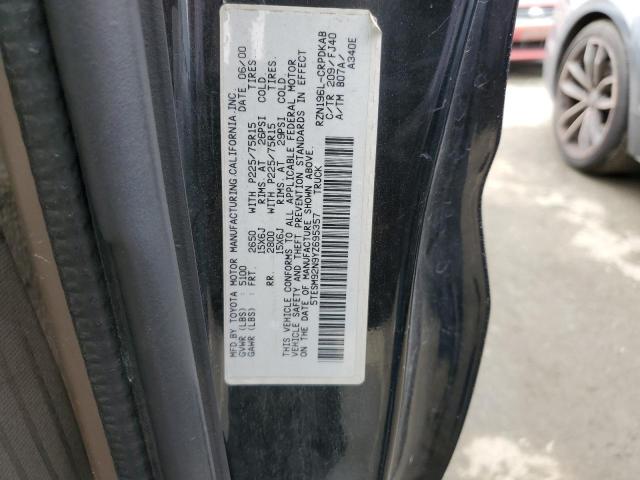 MFD BY TOYOTA MOTOR MANUFACTURING CALIFORNIA, INC. DATE 06/00
GVWR (LBS) : 5100
GAWR (LBS) : FRT. 2650 WITH P225/75R15 TIRES.
15X6J RIMS. AT 26PSI COLD.
RR. 2800 WITH P225/75R15 TIRES.
15X6J RIMS. AT 29PSI COLD
THIS VEHICLE CONFORMS TO ALL APPLICABLE FEDERAL MOTOR
VEHICLE SAFETY AND THEFT PREVENTION STANDARDS IN EFFECT
ON THE DATE OF MANUFACTURE SHOWN ABOVE.
5TESM92N9YZ695357 TRUCK
RZN196L-CRPDKAB
C/TR 209/FJ40
A/TM B07A/
A340E